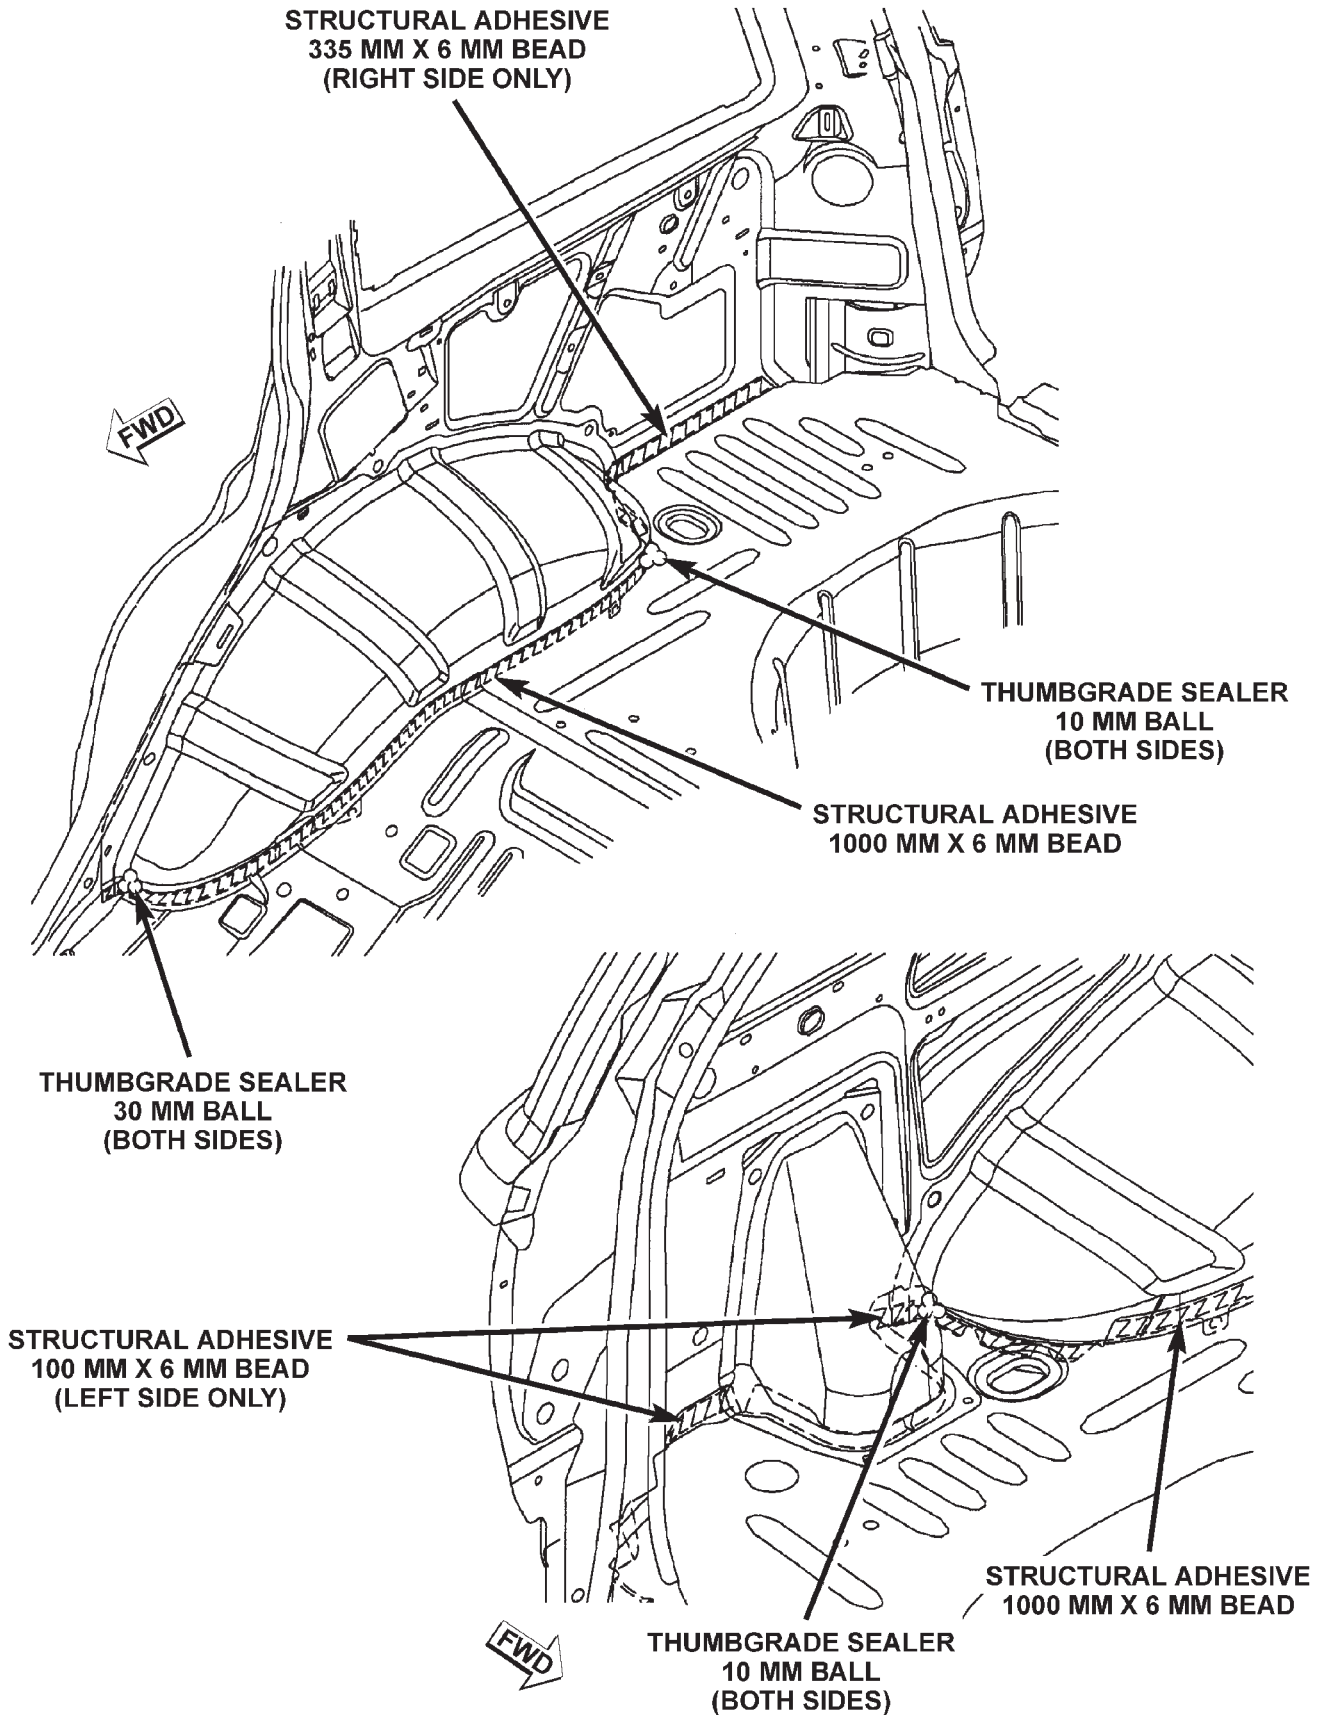 STRUCTURAL ADHESIVE
335 MM X 6 MM BEAD
(RIGHT SIDE ONLY)
FWD
THUMBGRADE SEALER
10 MM BALL
(BOTH SIDES)
STRUCTURAL ADHESIVE
1000 MM X 6 MM BEAD
THUMBGRADE SEALER
30 MM BALL
(BOTH SIDES)
STRUCTURAL ADHESIVE
100 MM X 6 MM BEAD
(LEFT SIDE ONLY)
STRUCTURAL ADHESIVE
1000 MM X 6 MM BEAD
FWD
THUMBGRADE SEALER
10 MM BALL
(BOTH SIDES)